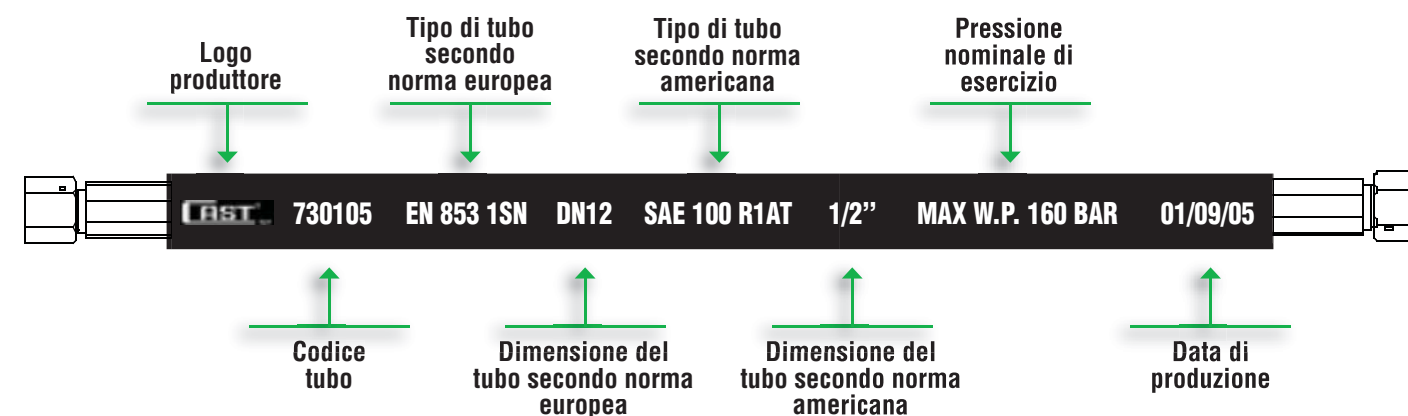 Logo
produttore
Tipo di tubo
secondo
norma europea
Tipo di tubo
secondo norma
americana
Pressione
nominale di
esercizio
CAST 730105 EN 853 1SN DN12 SAE 100 R1AT 1/2’’ MAX W.P. 160 BAR 01/09/05
Codice
tubo
Dimensione del
tubo secondo norma
europea
Dimensione del
tubo secondo norma
americana
Data di
produzione